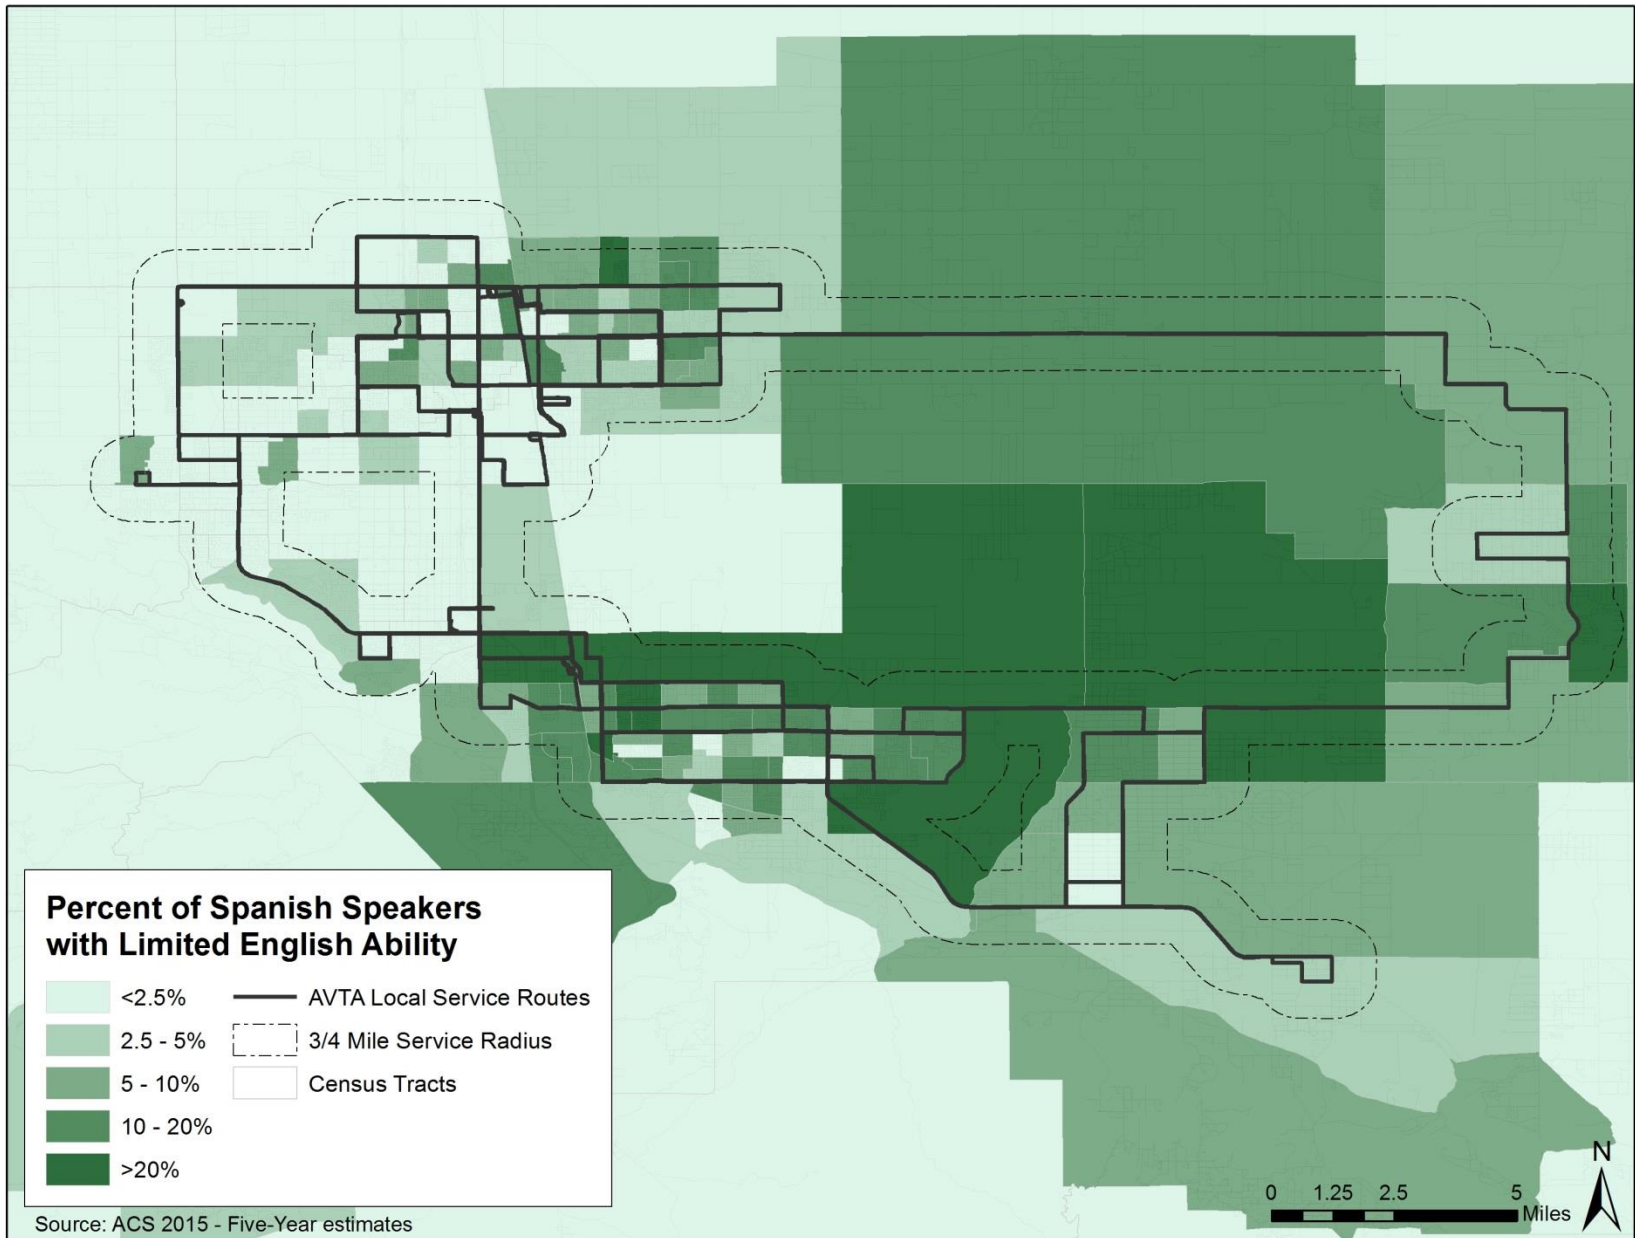 Percent of Spanish Speakers
with Limited English Ability
<2.5%
2.5 - 5%
5 - 10%
10 - 20%
>20%
AVTA Local Service Routes
3/4 Mile Service Radius
Census Tracts
Source: ACS 2015 - Five-Year estimates
N
0 1.25 2.5 5
Miles